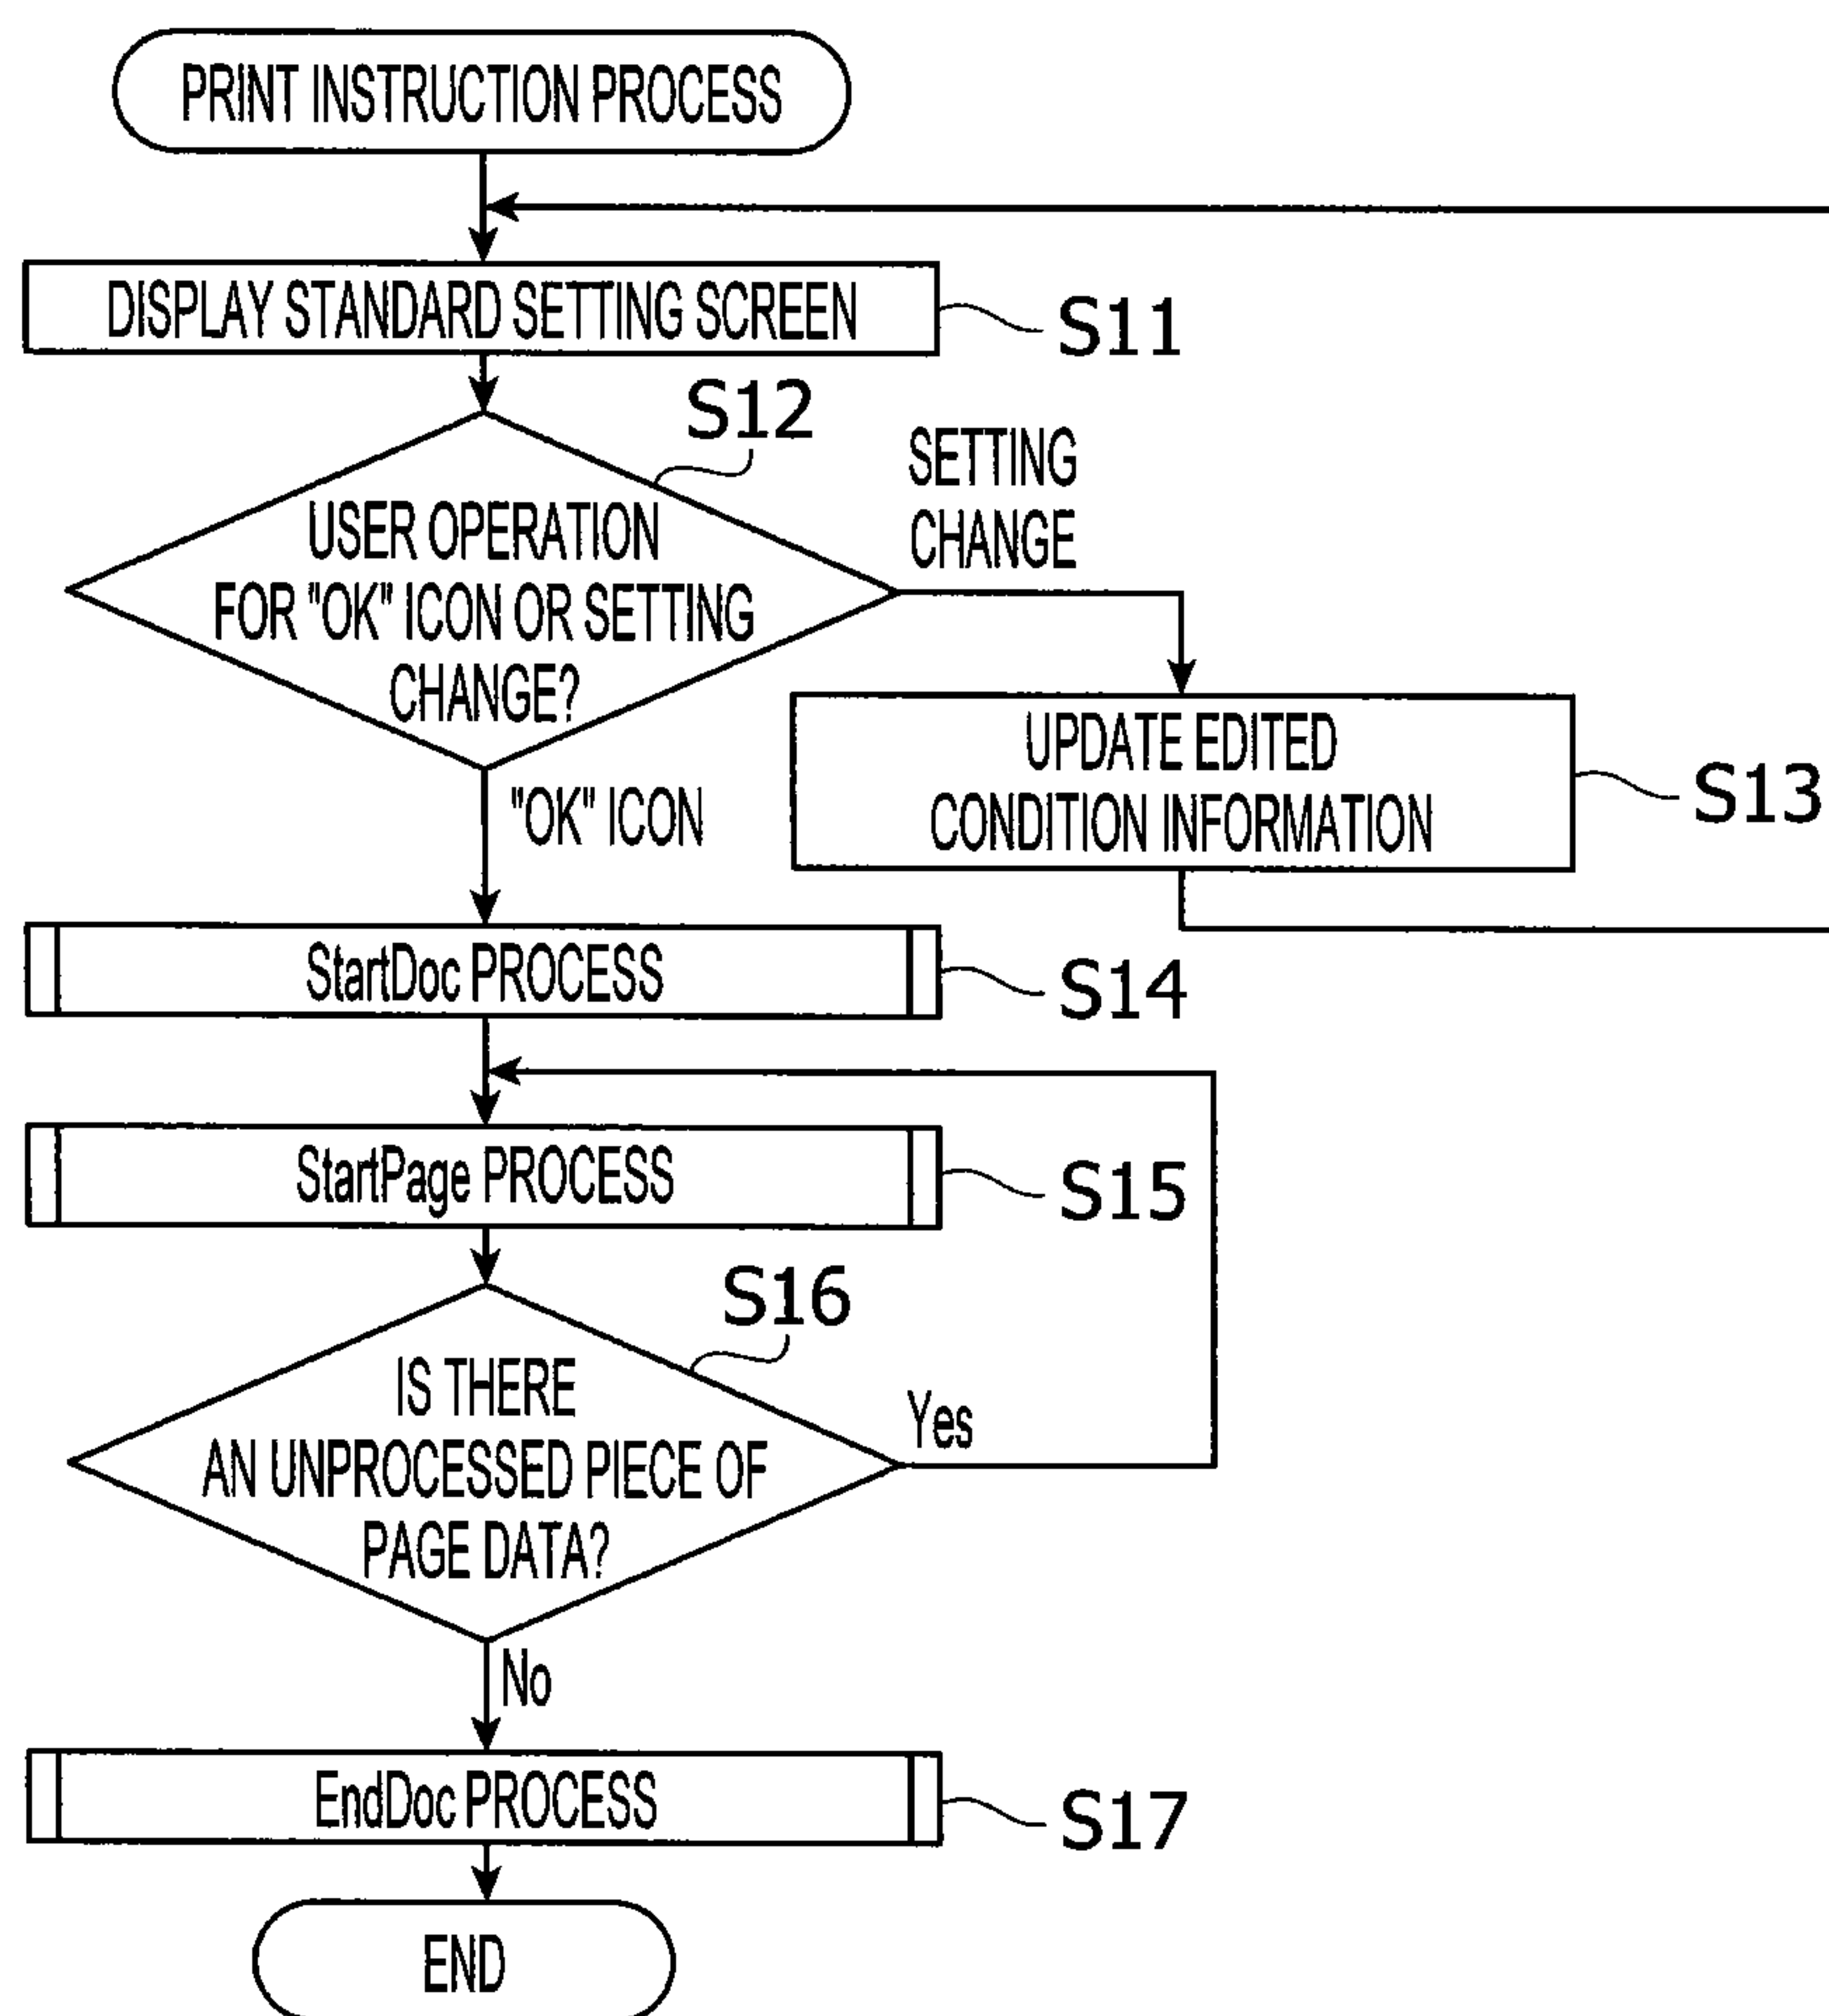 PRINT INSTRUCTION PROCESS
DISPLAY STANDARD SETTING SCREEN
S11
S12
USER OPERATION
FOR "OK" ICON OR SETTING
CHANGE?
SETTING
CHANGE
UPDATE EDITED
CONDITION INFORMATION
S13
"OK" ICON
StartDoc PROCESS
S14
StartPage PROCESS
S15
S16
IS THERE
AN UNPROCESSED PIECE OF
PAGE DATA?
Yes
No
EndDoc PROCESS
S17
END